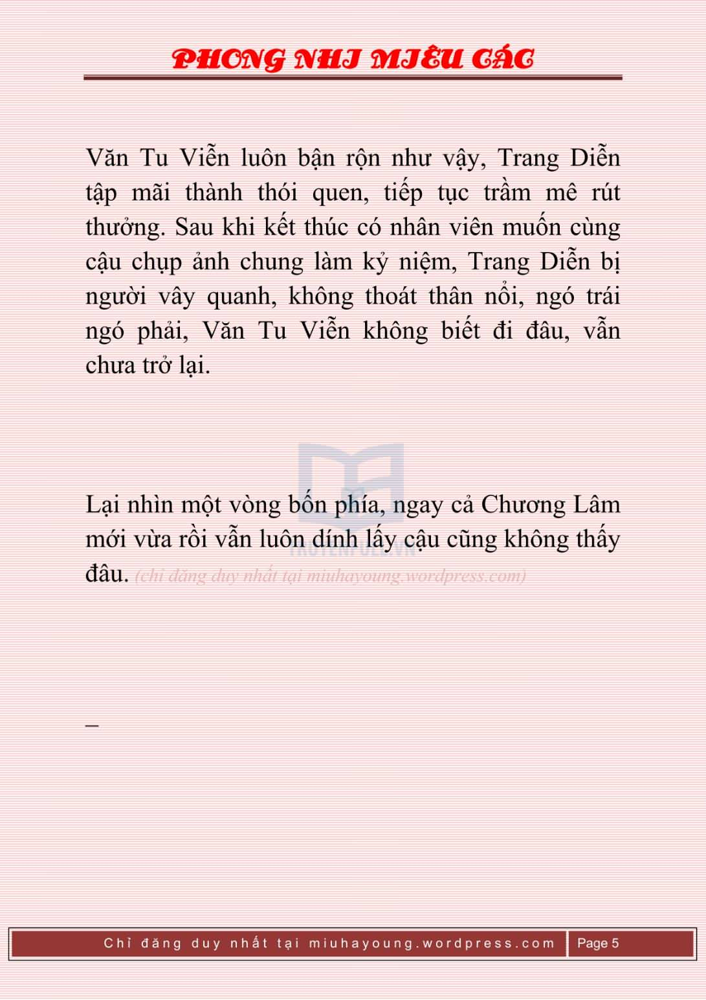 PHONG NHI MIÊU CÁC
Văn Tu Viễn luôn bận rộn như vậy, Trang Diễn
tập mãi thành thói quen, tiếp tục trầm mê rút
thưởng. Sau khi kết thúc có nhân viên muốn cùng
cậu chụp ảnh chung làm kỷ niệm, Trang Diễn bị
người vây quanh, không thoát thân nổi, ngó trái
ngó phải, Văn Tu Viễn không biết đi đâu, vẫn
chưa trở lại.
Lại nhìn một vòng bốn phía, ngay cả Chương Lâm
mới vừa rồi vẫn luôn dính lấy cậu cũng không thấy
TRUYENFULL.VN
đâu. (chỉ đăng duy nhất tại miuhayoung.wordpress.com)
_
Chỉ đăng duy nhất tại miuhayoung.wordpress.com Page 5